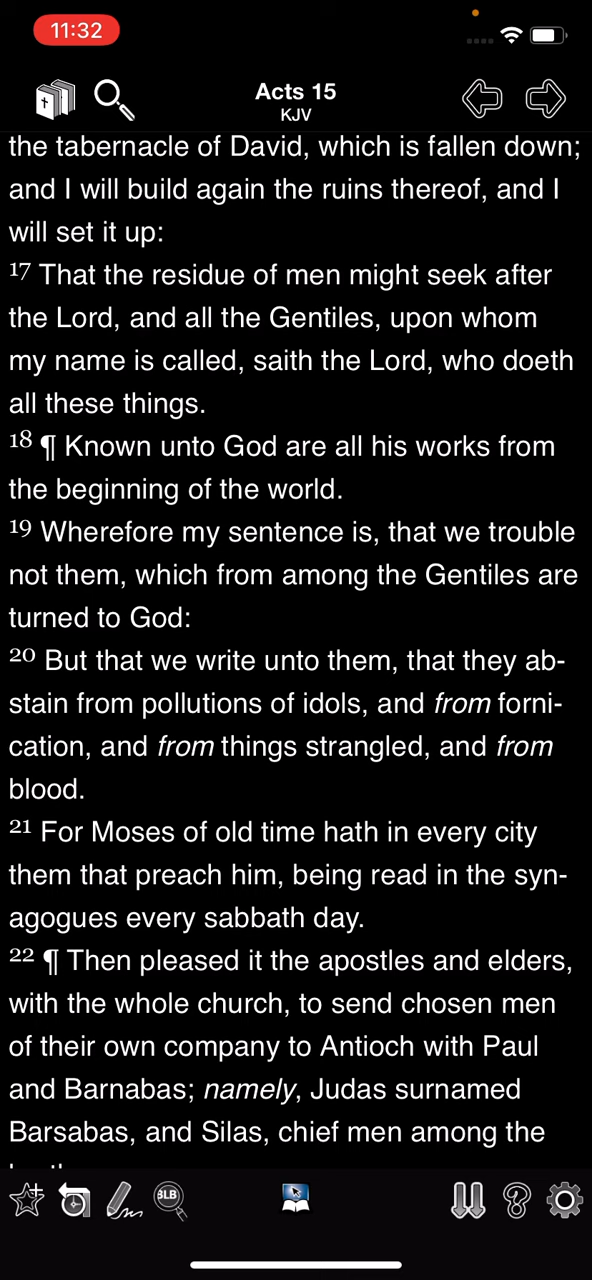 11:32
Acts 15
KJV
the tabernacle of David, which is fallen down;
and I will build again the ruins thereof, and I
will set it up:
17 That the residue of men might seek after
the Lord, and all the Gentiles, upon whom
my name is called, saith the Lord, who doeth
all these things.
18 ¶ Known unto God are all his works from
the beginning of the world.
19 Wherefore my sentence is, that we trouble
not them, which from among the Gentiles are
turned to God:
20 But that we write unto them, that they ab-
stain from pollutions of idols, and from forni-
cation, and from things strangled, and from
blood.
21 For Moses of old time hath in every city
them that preach him, being read in the syn-
agogues every sabbath day.
22 ¶ Then pleased it the apostles and elders,
with the whole church, to send chosen men
of their own company to Antioch with Paul
and Barnabas; namely, Judas surnamed
Barsabas, and Silas, chief men among the
BLB